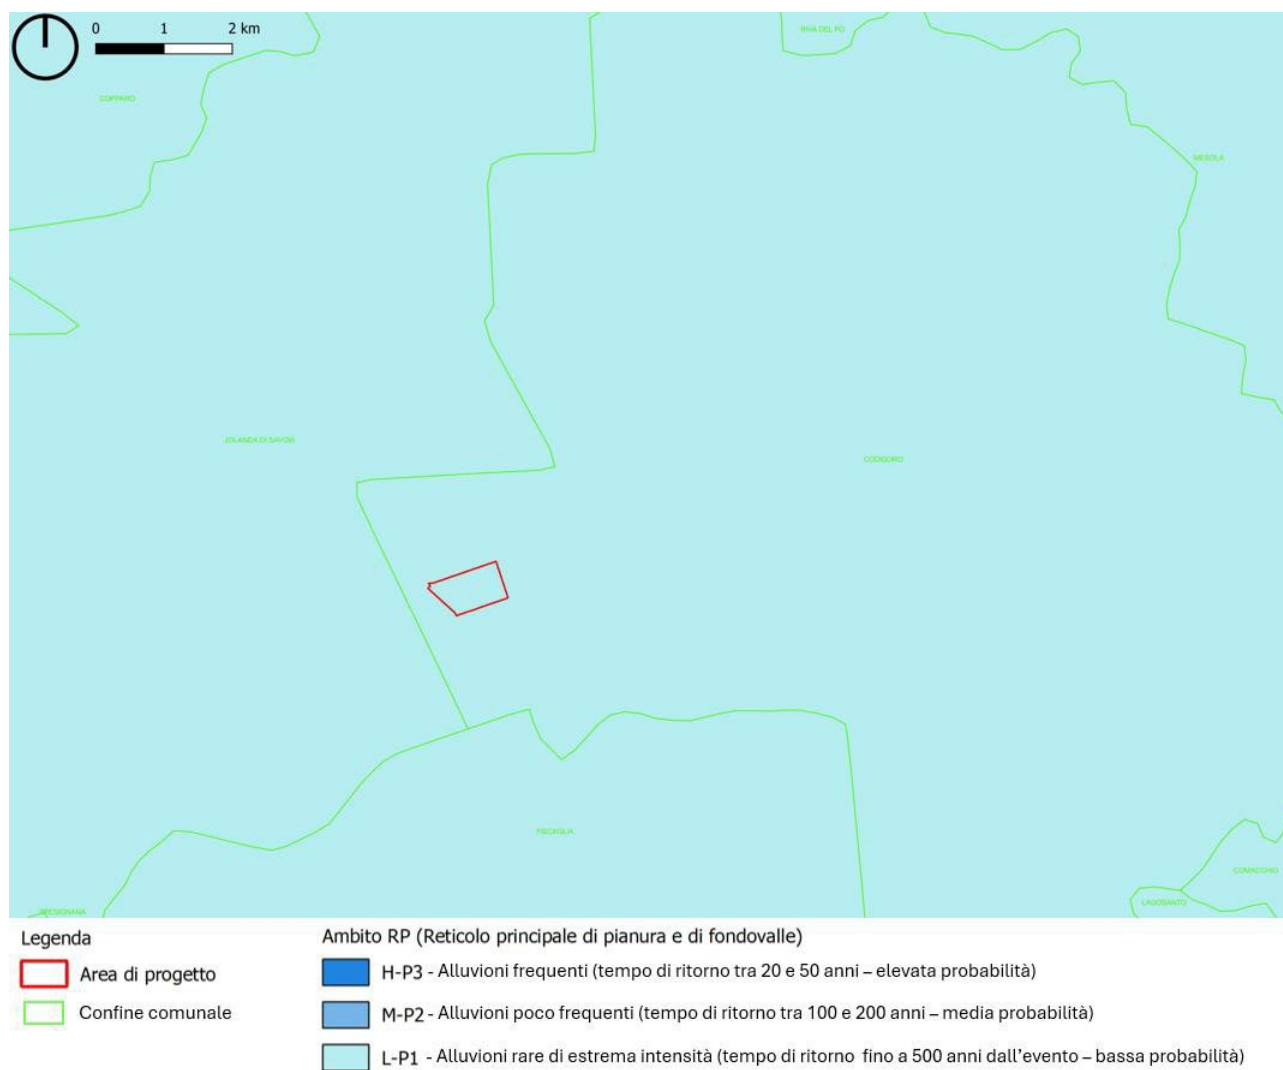 0 1 2 km
RIVA DEL PO
COPPARO
MESOLA
JOLANDA DI SAVOIA
CODIGORO
FISCAGLIA
COMACCHIO
LAGOSANTO
TRESIGNANA
Legenda
Ambito RP (Reticolo principale di pianura e di fondovalle)
Area di progetto
H-P3 - Alluvioni frequenti (tempo di ritorno tra 20 e 50 anni – elevata probabilità)
Confine comunale
M-P2 - Alluvioni poco frequenti (tempo di ritorno tra 100 e 200 anni – media probabilità)
L-P1 - Alluvioni rare di estrema intensità (tempo di ritorno fino a 500 anni dall'evento – bassa probabilità)